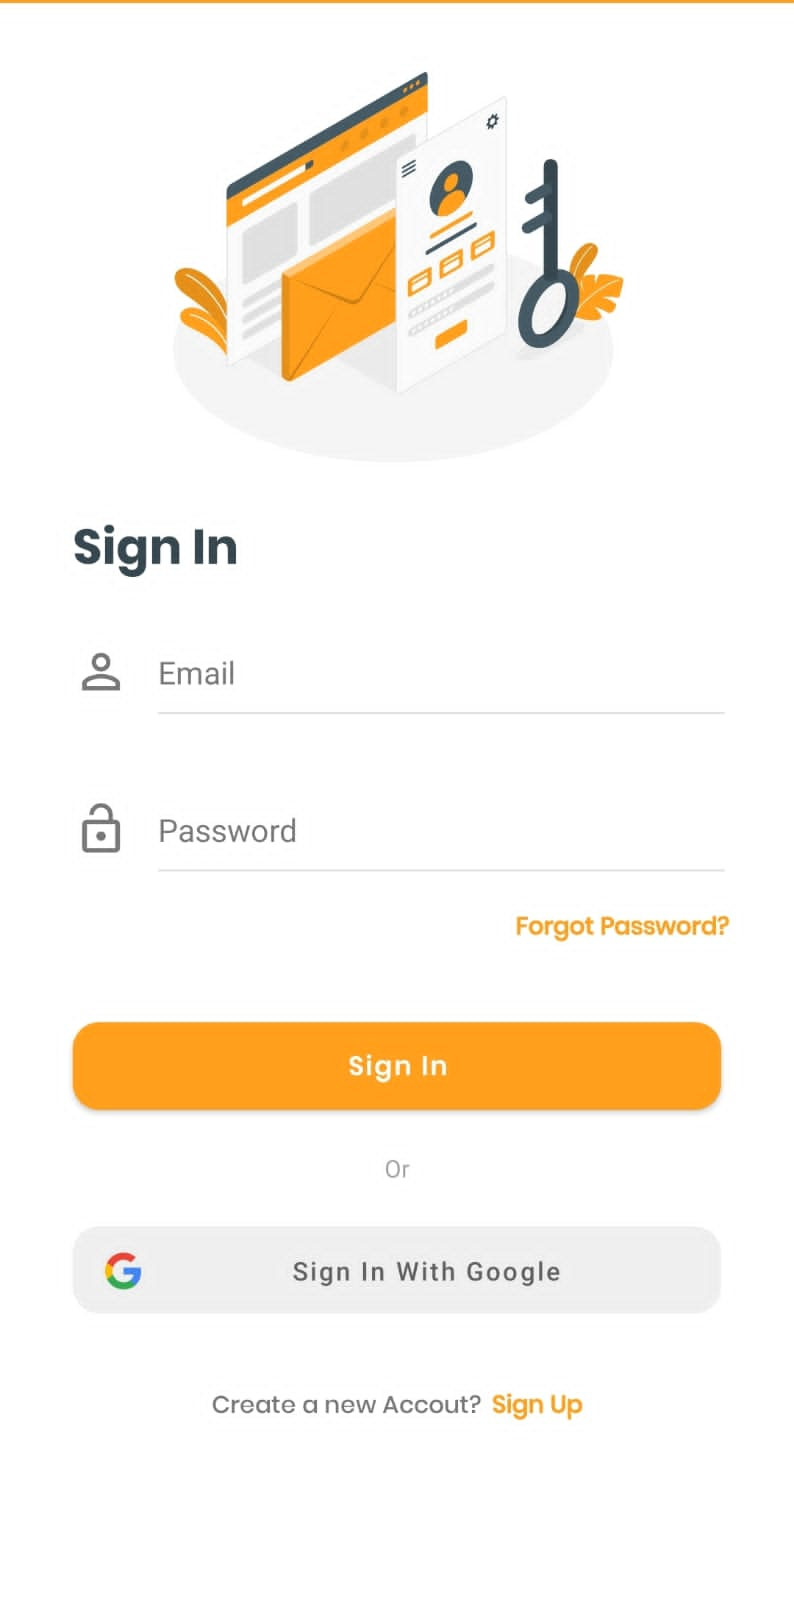 Sign In
Email
Password
Forgot Password?
Sign In
Or
Sign In With Google
Create a new Accout? Sign Up